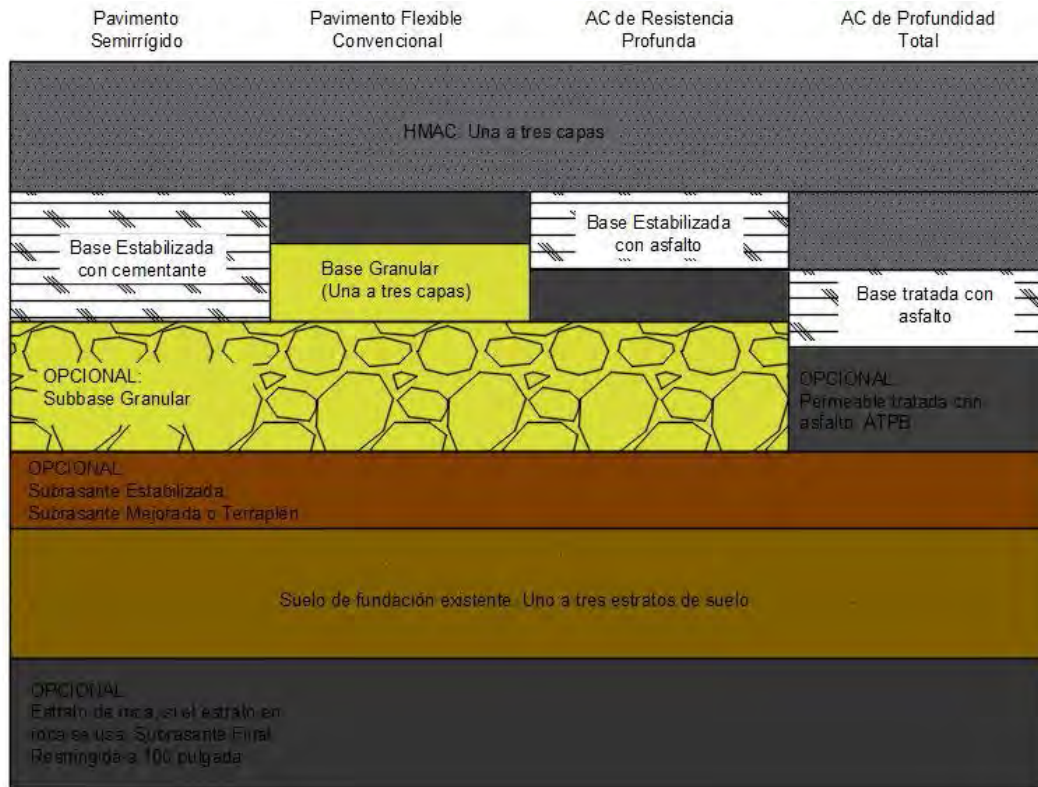 Pavimento
Semirrígido
Pavimento Flexible
Convencional
AC de Resistencia
Profunda
AC de Profundidad
Total
HMAC: Una a tres capas
Base Estabilizada
con cementante
Base Granular
(Una a tres capas)
Base Estabilizada
con asfalto
Base tratada con
asfalto
OPCIONAL:
Subbase Granular
OPCIONAL:
Permeable tratada con
asfalto. ATPB
OPCIONAL:
Subrasante Estabilizada,
Subrasante Mejorada o Terraplén
Suelo de fundación existente. Uno a tres estratos de suelo
OPCIONAL:
Estrato de roca, si el estrato en
roca se usa. Subrasante Final
Restringida a 100 pulgada